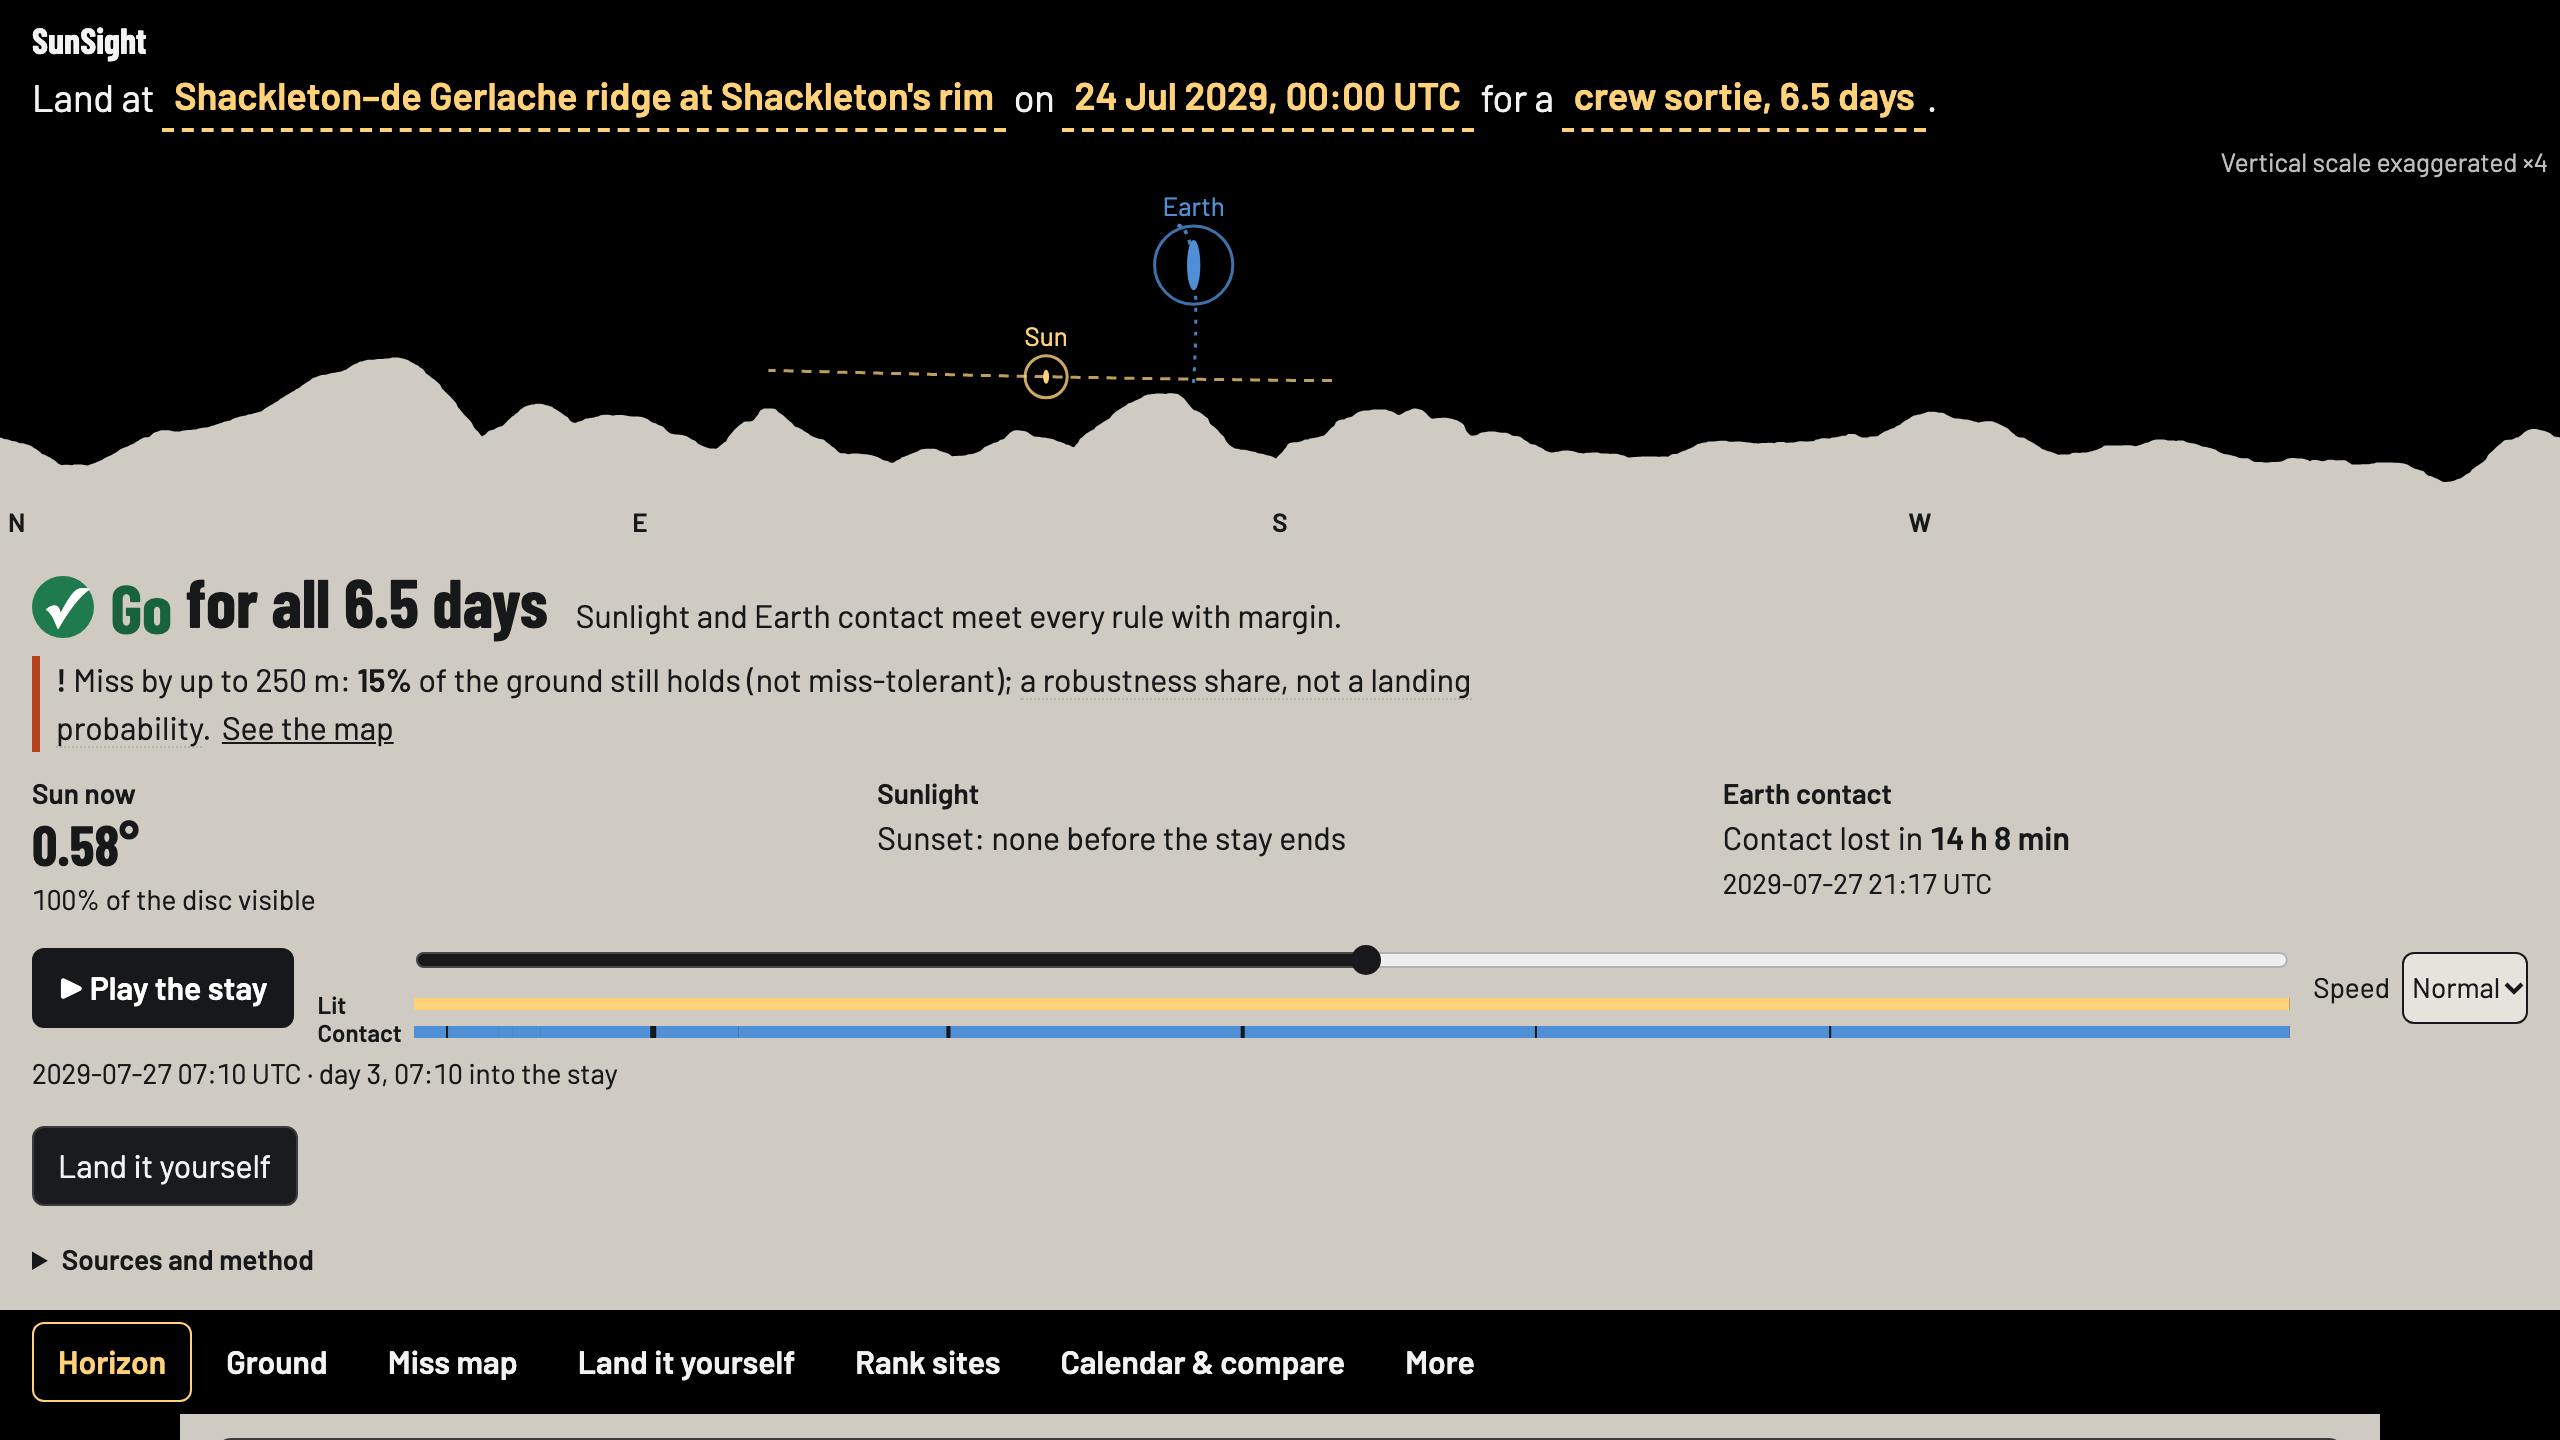 SunSight
Land at Shackleton–de Gerlache ridge at Shackleton's rim on 24 Jul 2029, 00:00 UTC for a crew sortie, 6.5 days .
Vertical scale exaggerated ×4
Earth
Sun
N E S W
Go for all 6.5 days Sunlight and Earth contact meet every rule with margin.
! Miss by up to 250 m: 15% of the ground still holds (not miss-tolerant); a robustness share, not a landing
probability. See the map
Sun now
0.58°
100% of the disc visible
Sunlight
Sunset: none before the stay ends
Earth contact
Contact lost in 14 h 8 min
2029-07-27 21:17 UTC
Play the stay
Lit
Contact
Speed Normal
2029-07-27 07:10 UTC · day 3, 07:10 into the stay
Land it yourself
Sources and method
Horizon Ground Miss map Land it yourself Rank sites Calendar & compare More